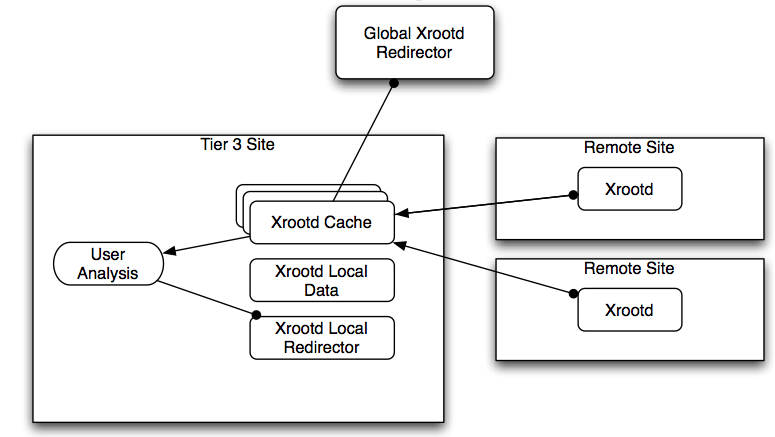 Global Xrootd
Redirector
Tier 3 Site
Xrootd Cache
User
Analysis
Xrootd Local
Data
Xrootd Local
Redirector
Remote Site
Xrootd
Remote Site
Xrootd